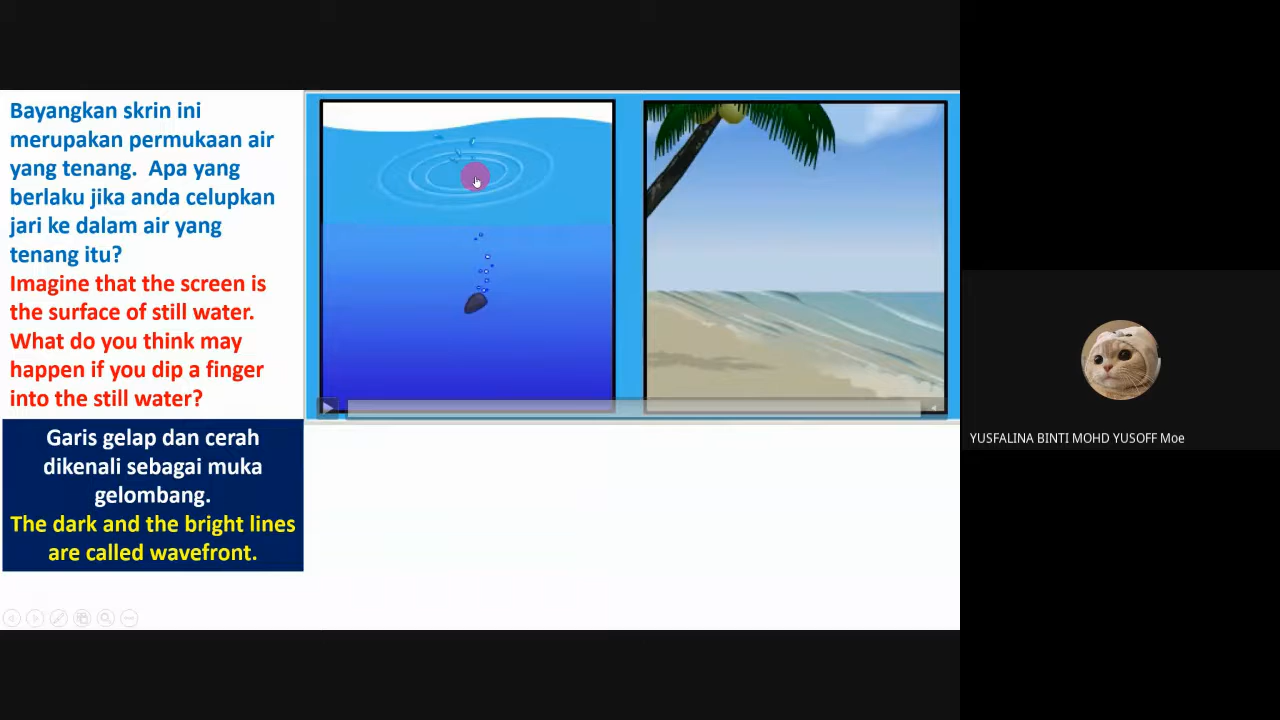 Bayangkan skrin ini
merupakan permukaan air
yang tenang.  Apa yang
berlaku jika anda celupkan
jari ke dalam air yang
tenang itu?
Imagine that the screen is
the surface of still water.
What do you think may
happen if you dip a finger
into the still water?
Garis gelap dan cerah
dikenali sebagai muka
gelombang.
The dark and the bright lines
are called wavefront.
YUSFALINA BINTI MOHD YUSOFF Moe